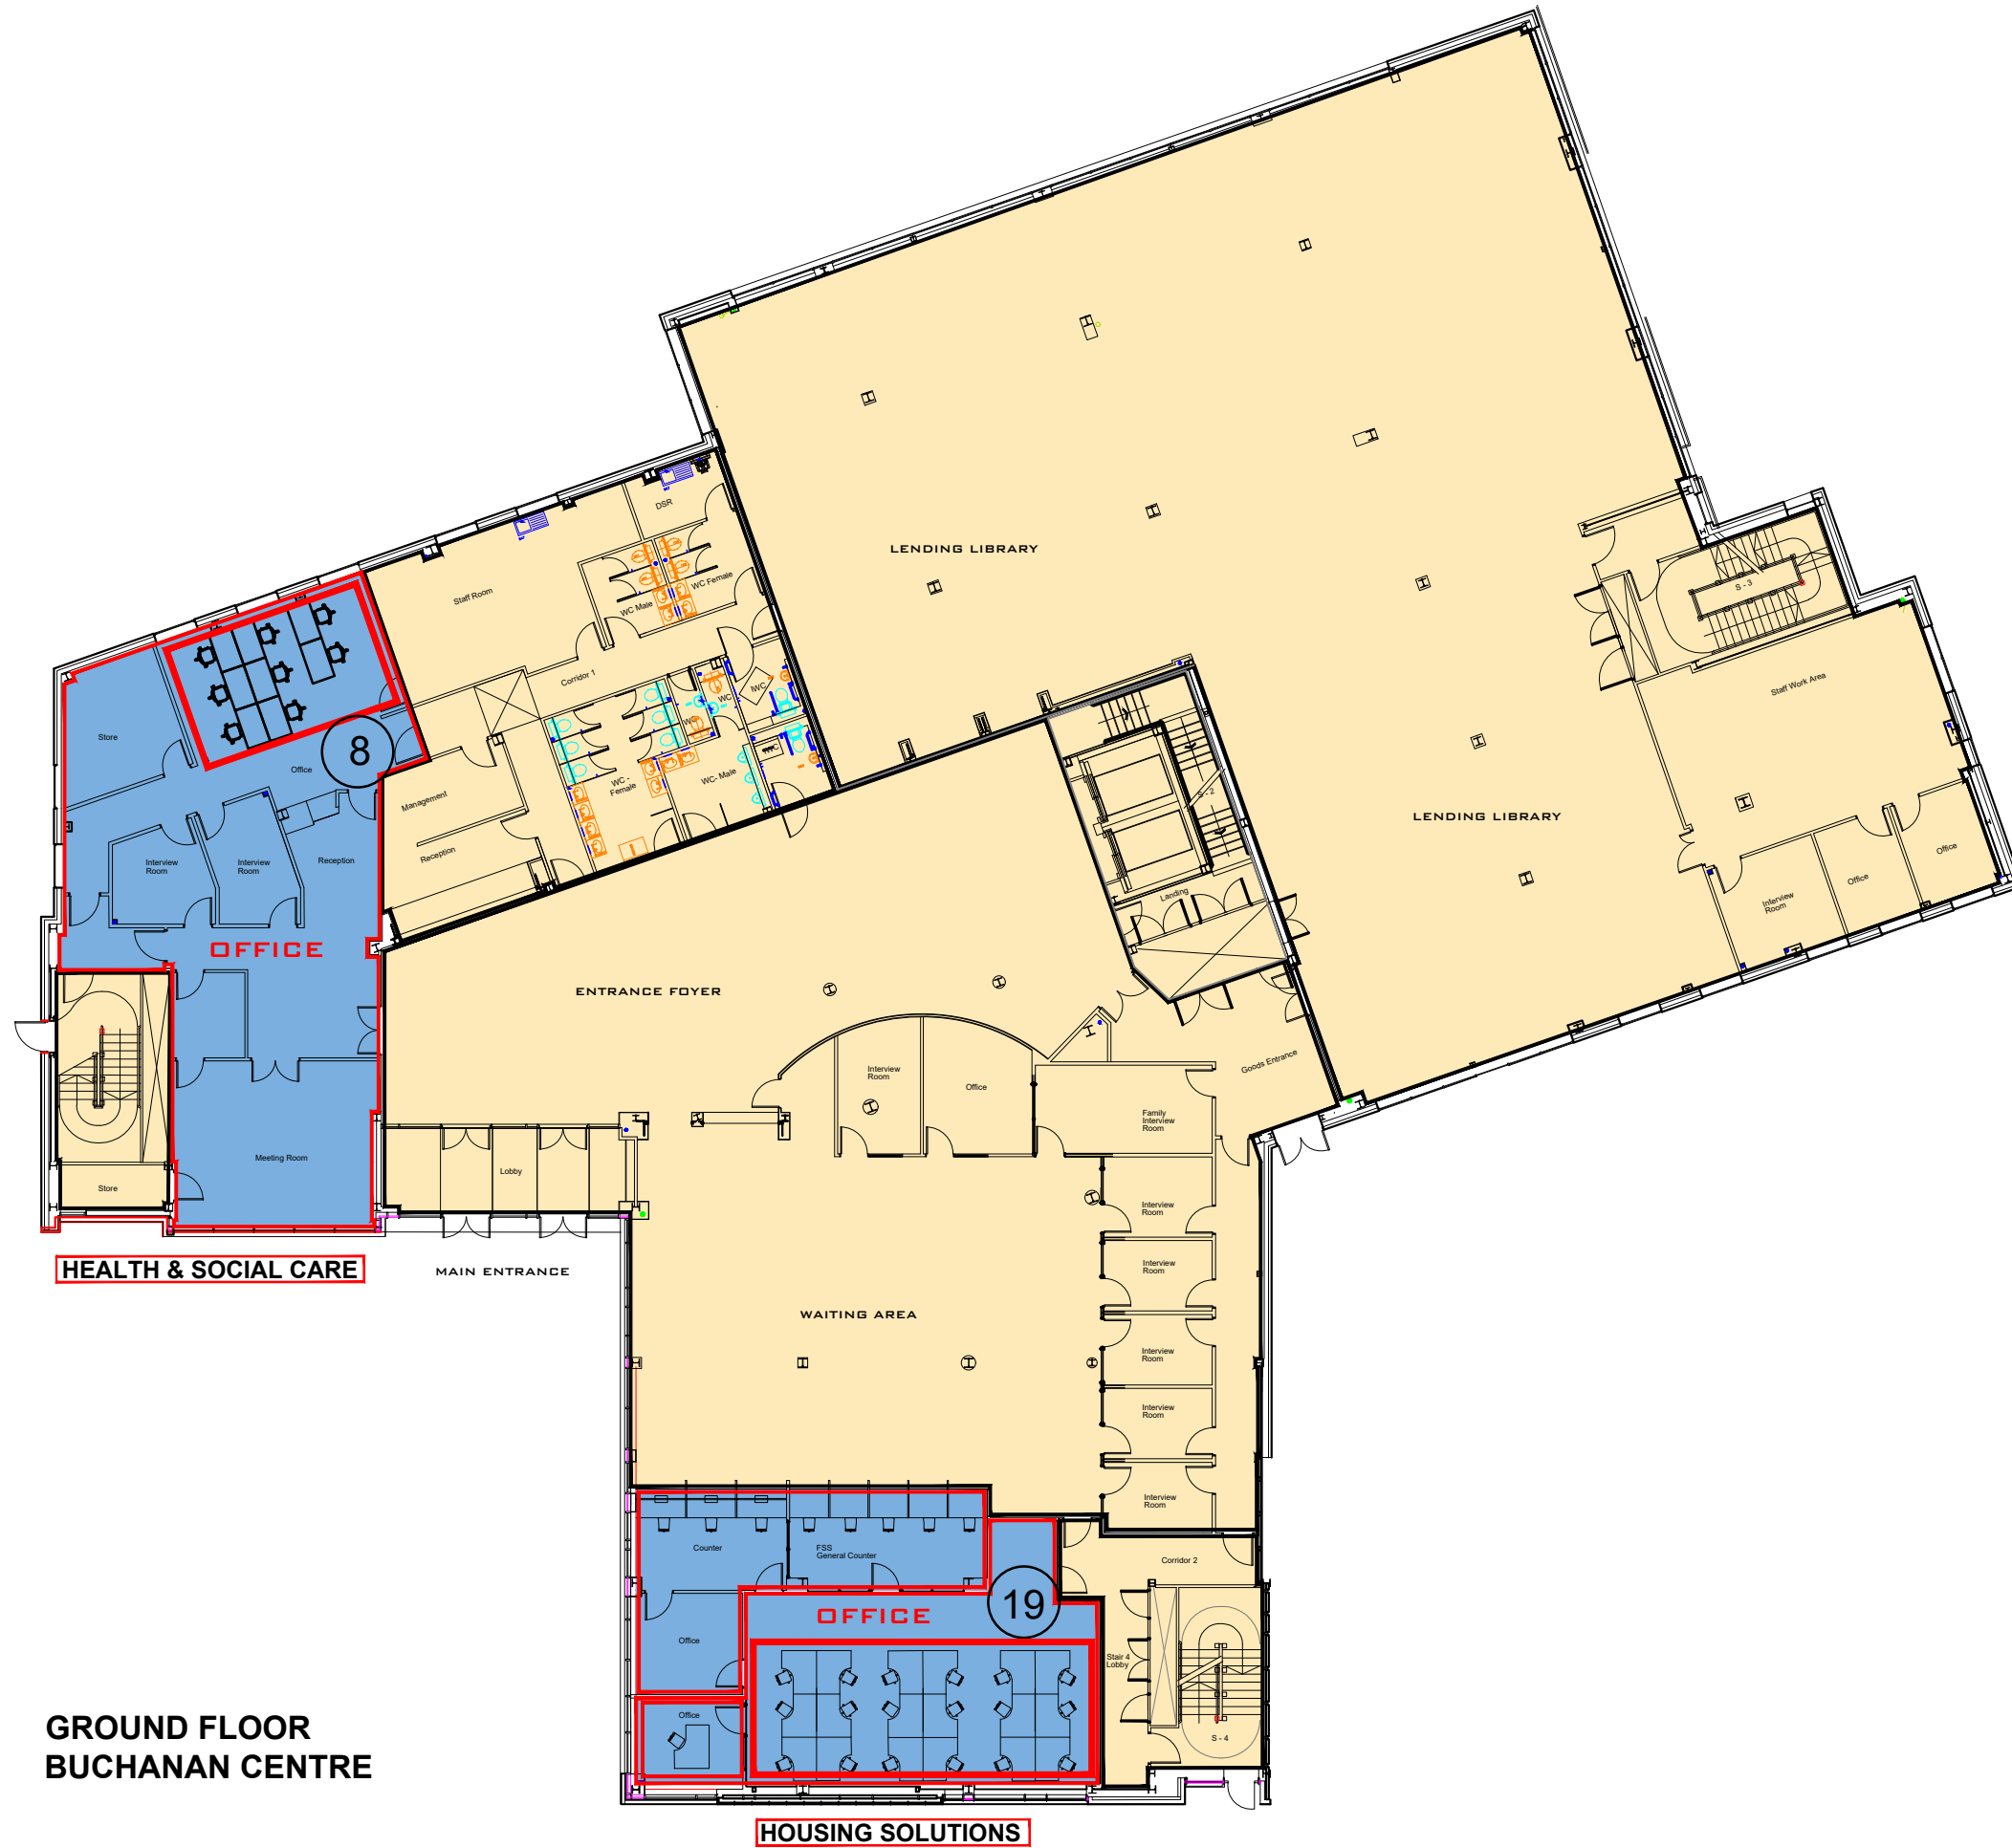 LENDING LIBRARY
DSR
WC Female
WC Male
Staff Room
Corridor 1
WC
IWC
WC
WC -
Female
WC- Male
Management
Reception
Store
Office
8
Interview
Room
Interview
Room
Reception
OFFICE
ENTRANCE FOYER
S - 3
Staff Work Area
S - 2
Landing
LENDING LIBRARY
Interview
Room
Office
Office
Goods Entrance
Interview
Room
Office
Family
Interview
Room
Lobby
Meeting Room
Store
HEALTH & SOCIAL CARE
MAIN ENTRANCE
WAITING AREA
Interview
Room
Interview
Room
Interview
Room
Interview
Room
Interview
Room
Counter
FSS
General Counter
Corridor 2
19
OFFICE
Office
Office
Stair 4
Lobby
S - 4
GROUND FLOOR
BUCHANAN CENTRE
HOUSING SOLUTIONS